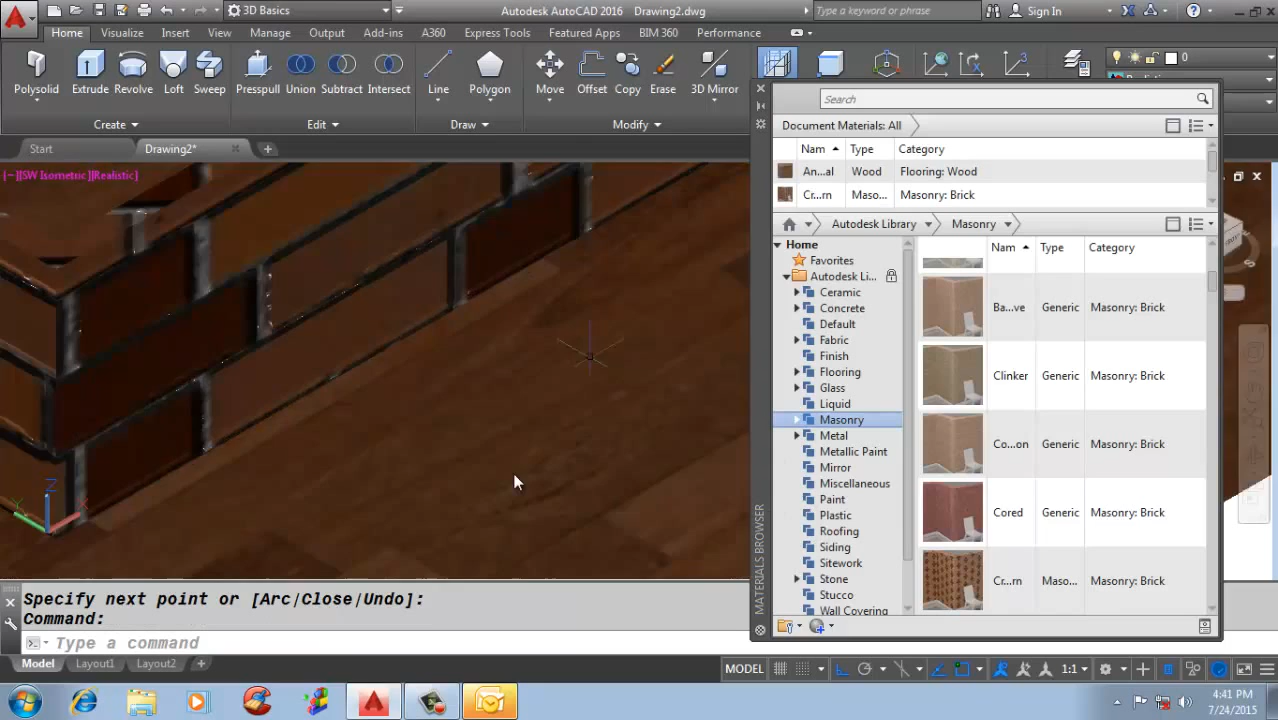 3D Basics
Autodesk AutoCAD 2016 Drawing2.dwg
Type a keyword or phrase
Sign In
Home Visualize Insert View Manage Output Add-ins A360 Express Tools Featured Apps BIM 360 Performance
Polysolid Extrude Revolve Loft Sweep Presspull Union Subtract Intersect Line Polygon Move Offset Copy Erase 3D Mirror
0
Create Edit Draw Modify
Start Drawing2*
[−][SW Isometric][Realistic]
Search
Document Materials: All
Nam Type Category
An...al Wood Flooring: Wood
Cr...rn Maso... Masonry: Brick
Home
Autodesk Library
Masonry
Home
Favorites
Autodesk Li...
Ceramic
Concrete
Default
Fabric
Finish
Flooring
Glass
Liquid
Masonry
Metal
Metallic Paint
Mirror
Miscellaneous
Paint
Plastic
Roofing
Siding
Sitework
Stone
Stucco
Wall Covering
Nam Type Category
Ba...ve Generic Masonry: Brick
Clinker Generic Masonry: Brick
Co...on Generic Masonry: Brick
Cored Generic Masonry: Brick
Cr...rn Maso... Masonry: Brick
MATERIALS BROWSER
Z
X
Y
Specify next point or [Arc/Close/Undo]:
Command:
Type a command
Model Layout1 Layout2
MODEL
1:1
4:41 PM
7/24/2015